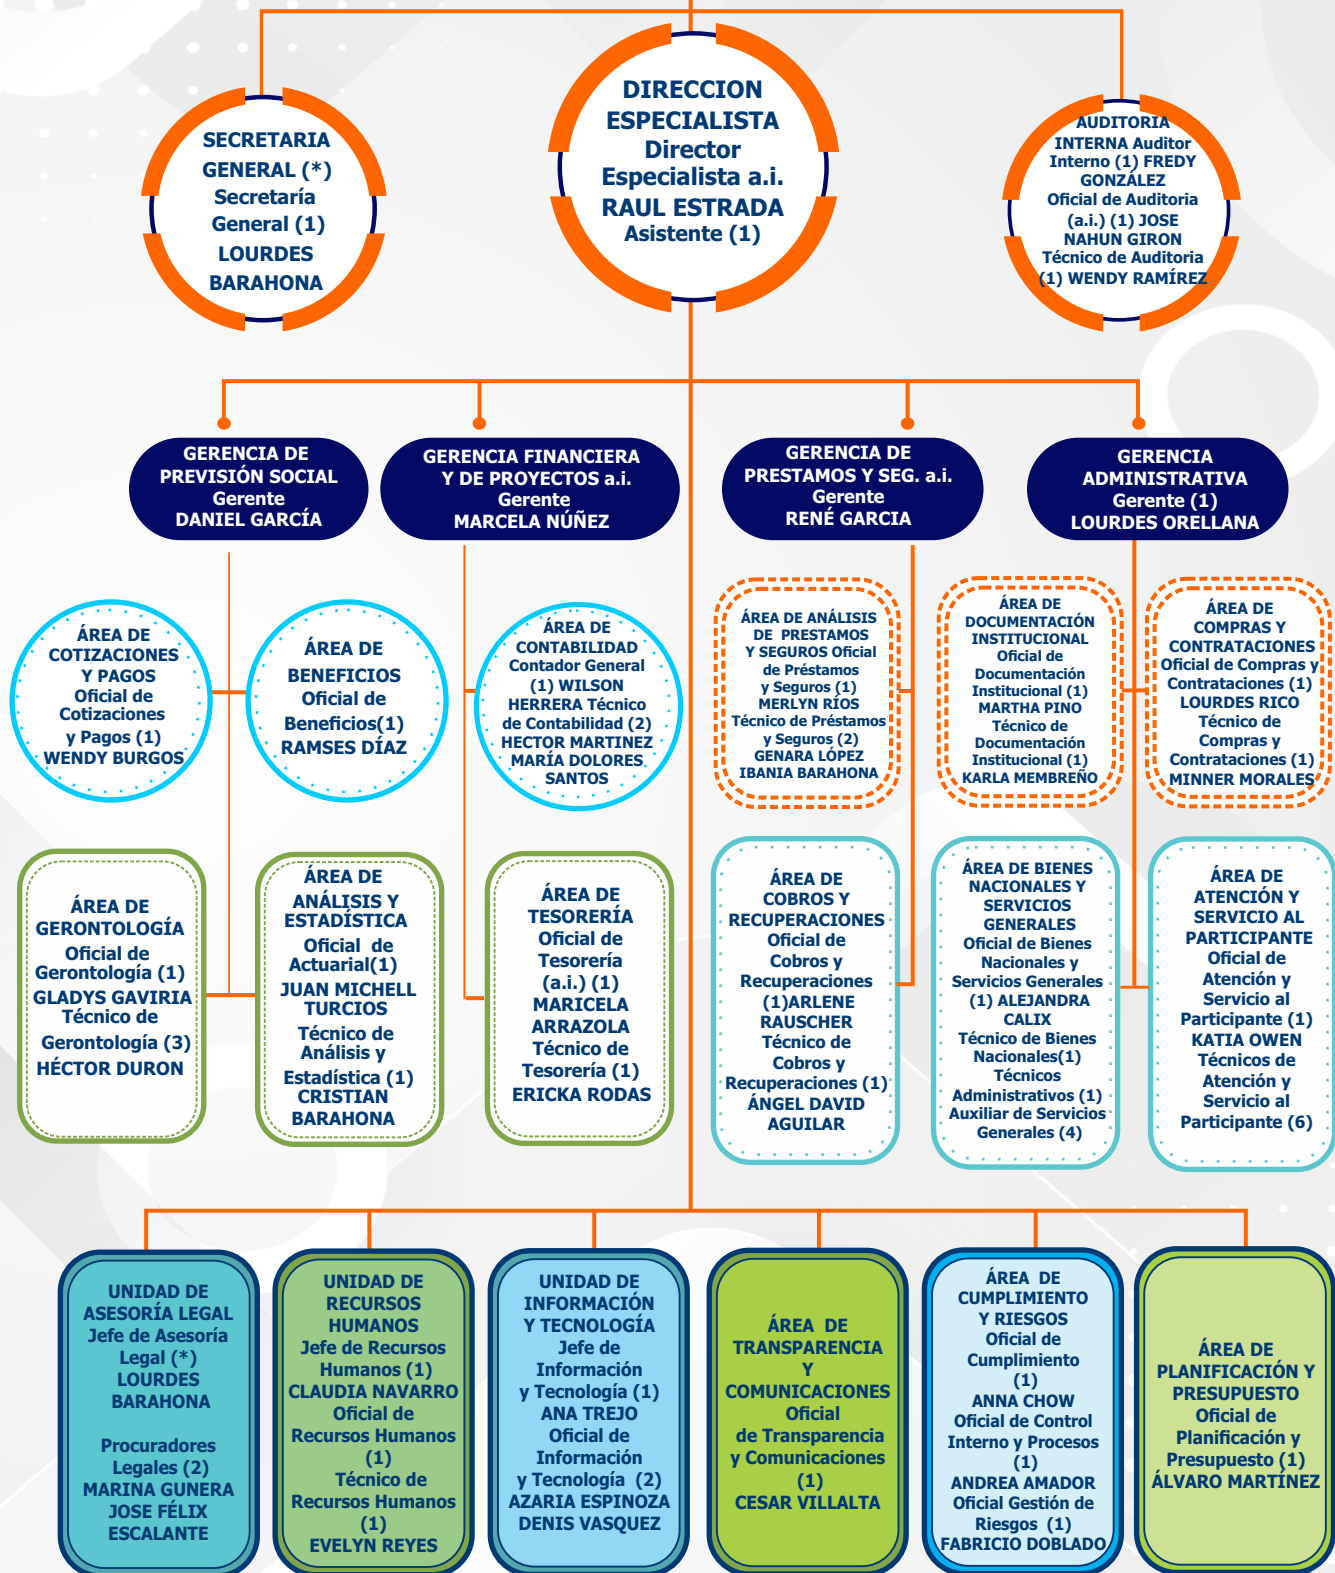 SECRETARIA
GENERAL (*)
Secretaría
General (1)
LOURDES
BARAHONA
DIRECCION
ESPECIALISTA
Director
Especialista a.i.
RAUL ESTRADA
Asistente (1)
AUDITORIA
INTERNA Auditor
Interno (1) FREDY
GONZÁLEZ
Oficial de Auditoria
(a.i.) (1) JOSE
NAHUN GIRON
Técnico de Auditoria
(1) WENDY RAMÍREZ
GERENCIA DE
PREVISIÓN SOCIAL
Gerente
DANIEL GARCÍA
GERENCIA FINANCIERA
Y DE PROYECTOS a.i.
Gerente
MARCELA NÚÑEZ
GERENCIA DE
PRESTAMOS Y SEG. a.i.
Gerente
RENÉ GARCIA
GERENCIA
ADMINISTRATIVA
Gerente (1)
LOURDES ORELLANA
ÁREA DE
COTIZACIONES
Y PAGOS
Oficial de
Cotizaciones
y Pagos (1)
WENDY BURGOS
ÁREA DE
BENEFICIOS
Oficial de
Beneficios(1)
RAMSES DÍAZ
ÁREA DE
CONTABILIDAD
Contador General
(1) WILSON
HERRERA Técnico
de Contabilidad (2)
HECTOR MARTINEZ
MARÍA DOLORES
SANTOS
ÁREA DE ANÁLISIS
DE PRESTAMOS
Y SEGUROS Oficial
de Préstamos
y Seguros (1)
MERLYN RÍOS
Técnico de Préstamos
y Seguros (2)
GENARA LÓPEZ
IBANIA BARAHONA
ÁREA DE
DOCUMENTACIÓN
INSTITUCIONAL
Oficial de
Documentación
Institucional (1)
MARTHA PINO
Técnico de
Documentación
Institucional (1)
KARLA MEMBREÑO
ÁREA DE
COMPRAS Y
CONTRATACIONES
Oficial de Compras y
Contrataciones (1)
LOURDES RICO
Técnico de
Compras y
Contrataciones (1)
MINNER MORALES
ÁREA DE
GERONTOLOGÍA
Oficial de
Gerontología (1)
GLADYS GAVIRIA
Técnico de
Gerontología (3)
HÉCTOR DURON
ÁREA DE
ANÁLISIS Y
ESTADÍSTICA
Oficial de
Actuarial(1)
JUAN MICHELL
TURCIOS
Técnico de
Análisis y
Estadística (1)
CRISTIAN
BARAHONA
ÁREA DE
TESORERÍA
Oficial de
Tesorería
(a.i.) (1)
MARICELA
ARRAZOLA
Técnico de
Tesorería (1)
ERICKA RODAS
ÁREA DE
COBROS Y
RECUPERACIONES
Oficial de
Cobros y
Recuperaciones
(1)ARLENE
RAUSCHER
Técnico de
Cobros y
Recuperaciones (1)
ÁNGEL DAVID
AGUILAR
ÁREA DE BIENES
NACIONALES Y
SERVICIOS
GENERALES
Oficial de Bienes
Nacionales y
Servicios Generales
(1) ALEJANDRA
CALIX
Técnico de Bienes
Nacionales(1)
Técnicos
Administrativos (1)
Auxiliar de Servicios
Generales (4)
ÁREA DE
ATENCIÓN Y
SERVICIO AL
PARTICIPANTE
Oficial de
Atención y
Servicio al
Participante (1)
KATIA OWEN
Técnicos de
Atención y
Servicio al
Participante (6)
UNIDAD DE
ASESORÍA LEGAL
Jefe de Asesoría
Legal (*)
LOURDES
BARAHONA
Procuradores
Legales (2)
MARINA GUNERA
JOSE FÉLIX
ESCALANTE
UNIDAD DE
RECURSOS
HUMANOS
Jefe de Recursos
Humanos (1)
CLAUDIA NAVARRO
Oficial de
Recursos Humanos
(1)
Técnico de
Recursos Humanos
(1)
EVELYN REYES
UNIDAD DE
INFORMACIÓN
Y TECNOLOGÍA
Jefe de
Información
y Tecnología (1)
ANA TREJO
Oficial de
Información
y Tecnología (2)
AZARIA ESPINOZA
DENIS VASQUEZ
ÁREA DE
TRANSPARENCIA
Y
COMUNICACIONES
Oficial
de Transparencia
y Comunicaciones
(1)
CESAR VILLALTA
ÁREA DE
CUMPLIMIENTO
Y RIESGOS
Oficial de
Cumplimiento
(1)
ANNA CHOW
Oficial de Control
Interno y Procesos
(1)
ANDREA AMADOR
Oficial Gestión de
Riesgos (1)
FABRICIO DOBLADO
ÁREA DE
PLANIFICACIÓN Y
PRESUPUESTO
Oficial de
Planificación y
Presupuesto (1)
ÁLVARO MARTÍNEZ